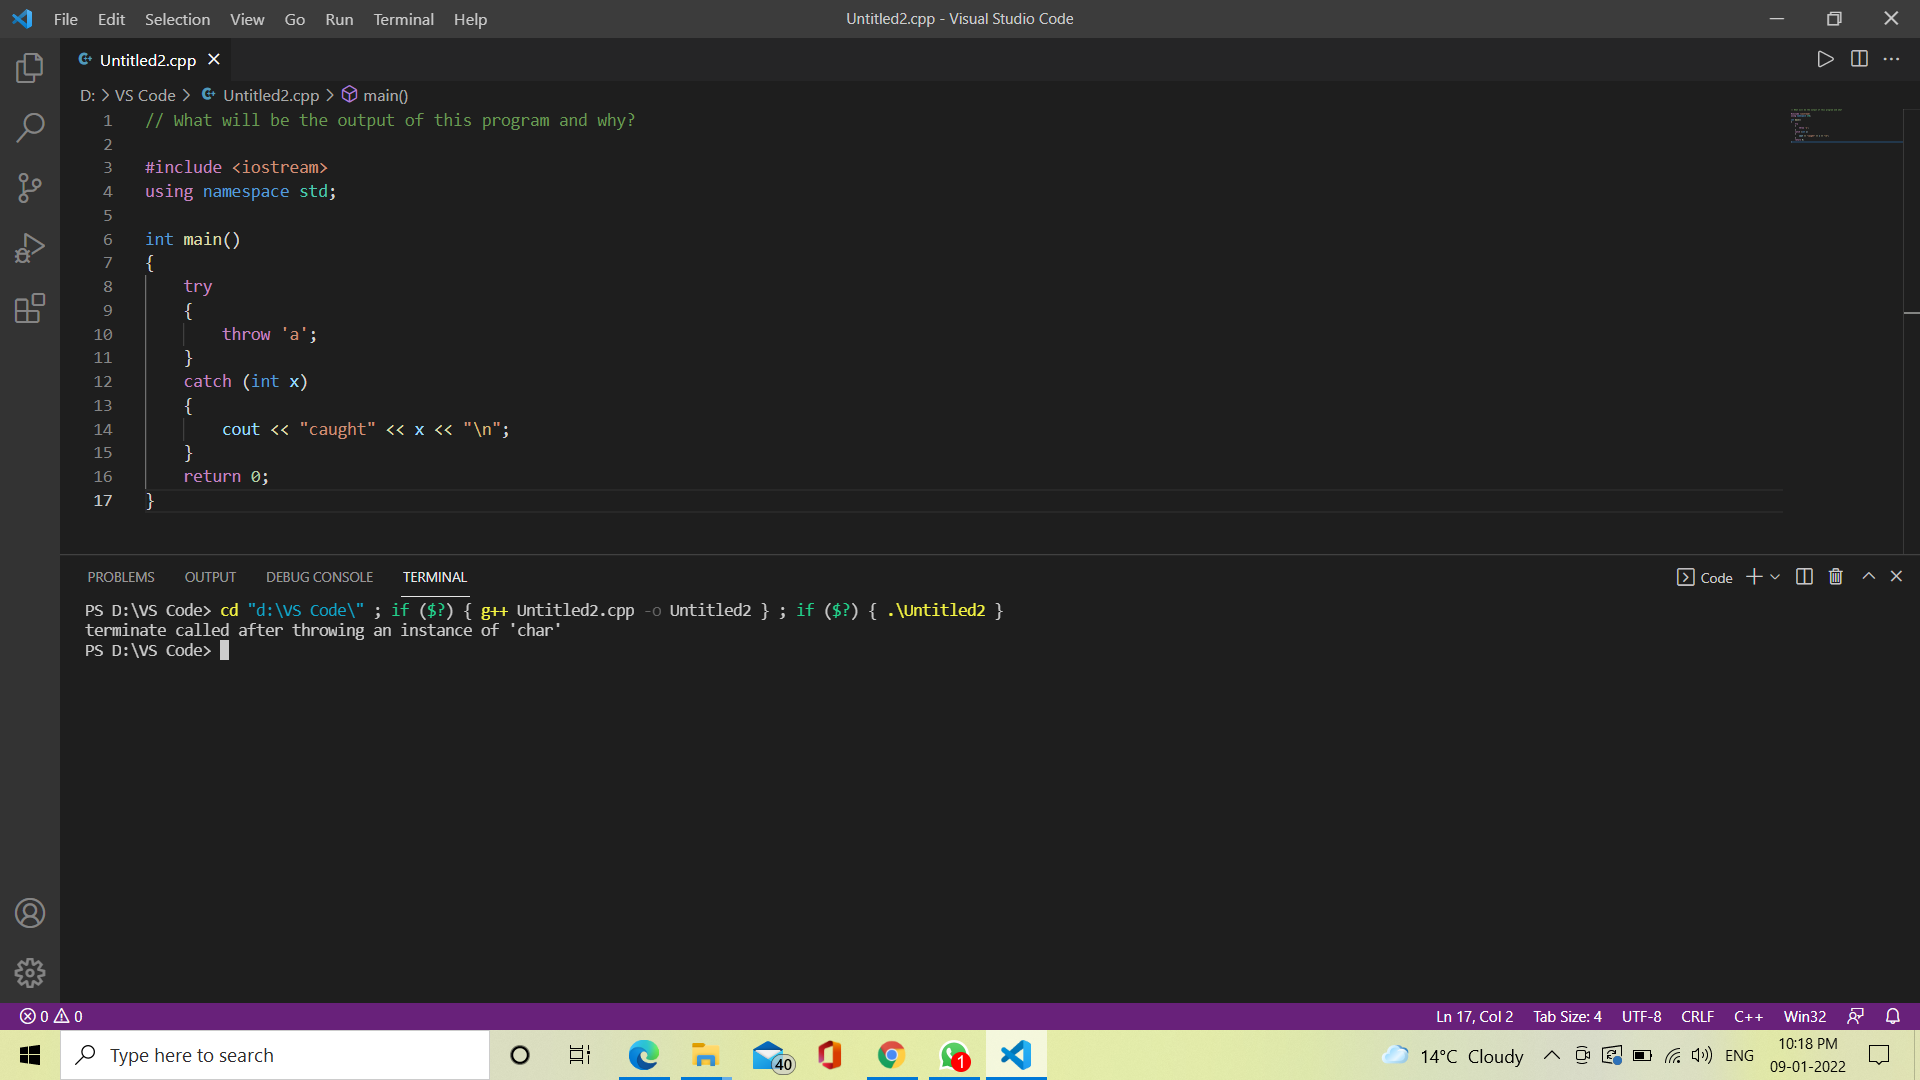 File Edit Selection View Go Run Terminal Help
Untitled2.cpp - Visual Studio Code
Untitled2.cpp
D: > VS Code > Untitled2.cpp > main()
1 // What will be the output of this program and why?
2
3 #include <iostream>
4 using namespace std;
5
6 int main()
7 {
8 try
9 {
10 throw 'a';
11 }
12 catch (int x)
13 {
14 cout << "caught" << x << "\n";
15 }
16 return 0;
17 }
PROBLEMS OUTPUT DEBUG CONSOLE TERMINAL
Code
PS D:\VS Code> cd "d:\VS Code\" ; if ($?) { g++ Untitled2.cpp -o Untitled2 } ; if ($?) { .\Untitled2 }
terminate called after throwing an instance of 'char'
PS D:\VS Code>
0 0
Ln 17, Col 2 Tab Size: 4 UTF-8 CRLF C++ Win32
Type here to search
40
1
14°C Cloudy
ENG
10:18 PM
09-01-2022